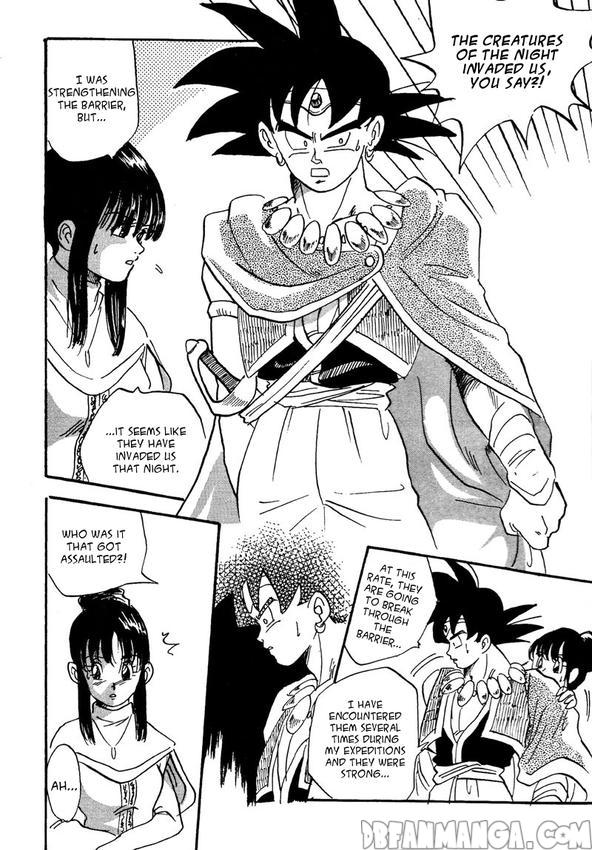 THE CREATURES
OF THE NIGHT
INVADED US,
YOU SAY?!
I WAS
STRENGTHENING
THE BARRIER,
BUT...
...IT SEEMS LIKE
THEY HAVE
INVADED US
THAT NIGHT.
WHO WAS IT
THAT GOT
ASSAULTED?!
AH...
AT THIS
RATE, THEY
ARE GOING
TO BREAK
THROUGH
THE
BARRIER...
I HAVE
ENCOUNTERED
THEM SEVERAL
TIMES DURING
MY EXPEDITIONS
AND THEY WERE
STRONG...
DBFANMANGA.COM